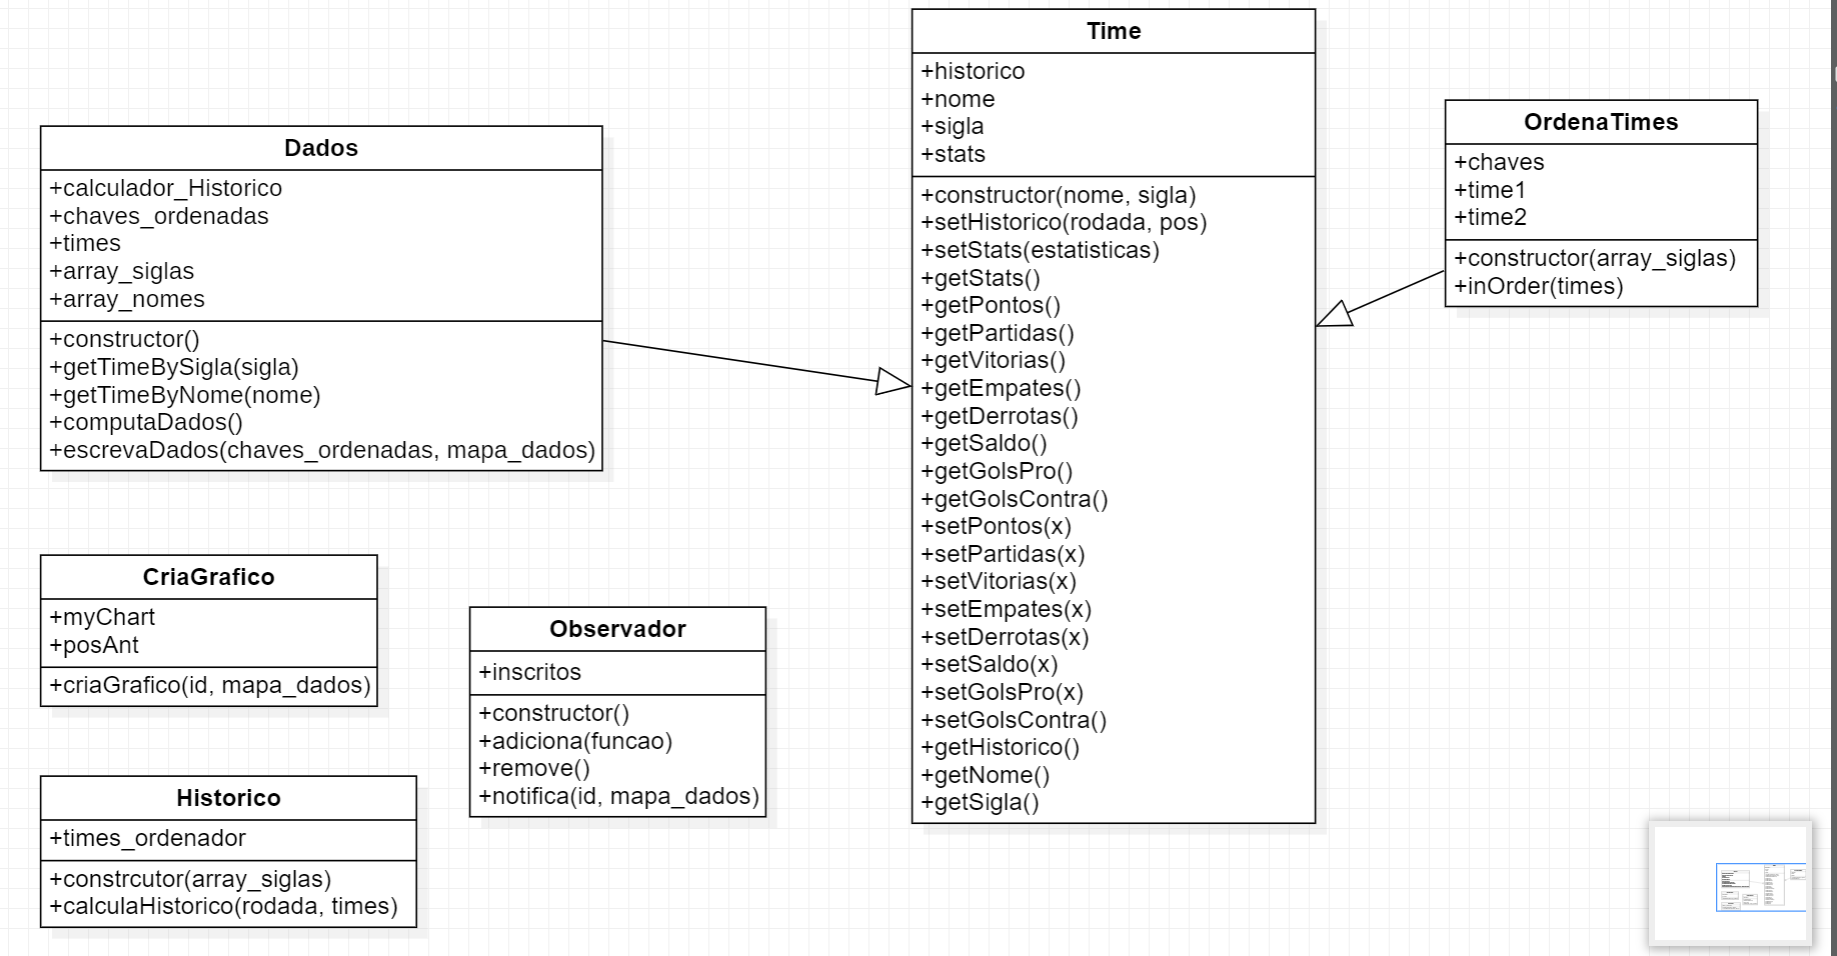 Dados
+calculador_Historico
+chaves_ordenadas
+times
+array_siglas
+array_nomes
+constructor()
+getTimeBySigla(sigla)
+getTimeByNome(nome)
+computaDados()
+escrevaDados(chaves_ordenadas, mapa_dados)
CriaGrafico
+myChart
+posAnt
+criaGrafico(id, mapa_dados)
Historico
+times_ordenador
+constrcutor(array_siglas)
+calculaHistorico(rodada, times)
Observador
+inscritos
+constructor()
+adiciona(funcao)
+remove()
+notifica(id, mapa_dados)
Time
+historico
+nome
+sigla
+stats
+constructor(nome, sigla)
+setHistorico(rodada, pos)
+setStats(estatisticas)
+getStats()
+getPontos()
+getPartidas()
+getVitorias()
+getEmpates()
+getDerrotas()
+getSaldo()
+getGolsPro()
+getGolsContra()
+setPontos(x)
+setPartidas(x)
+setVitorias(x)
+setEmpates(x)
+setDerrotas(x)
+setSaldo(x)
+setGolsPro(x)
+setGolsContra()
+getHistorico()
+getNome()
+getSigla()
OrdenaTimes
+chaves
+time1
+time2
+constructor(array_siglas)
+inOrder(times)